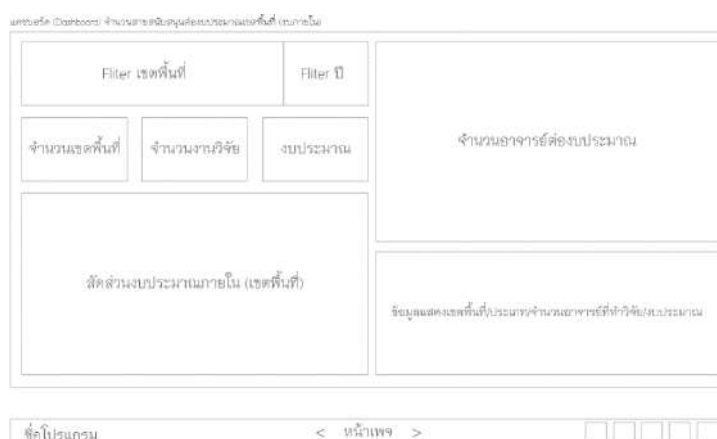 แดชบอร์ด (Dashboard) จำนวนสายสนับสนุนต่องบประมาณเขตพื้นที่ (งบภายใน)
Fliter เขตพื้นที่
Fliter ปี
จำนวนเขตพื้นที่
จำนวนงานวิจัย
งบประมาณ
จำนวนอาจารย์ต่องบประมาณ
สัดส่วนงบประมาณภายใน (เขตพื้นที่)
ข้อมูลแสดงเขตพื้นที่/ประเภท/จำนวนอาจารย์ที่ทำวิจัย/งบประมาณ
ชื่อโปรแกรม
< หน้าเพจ >